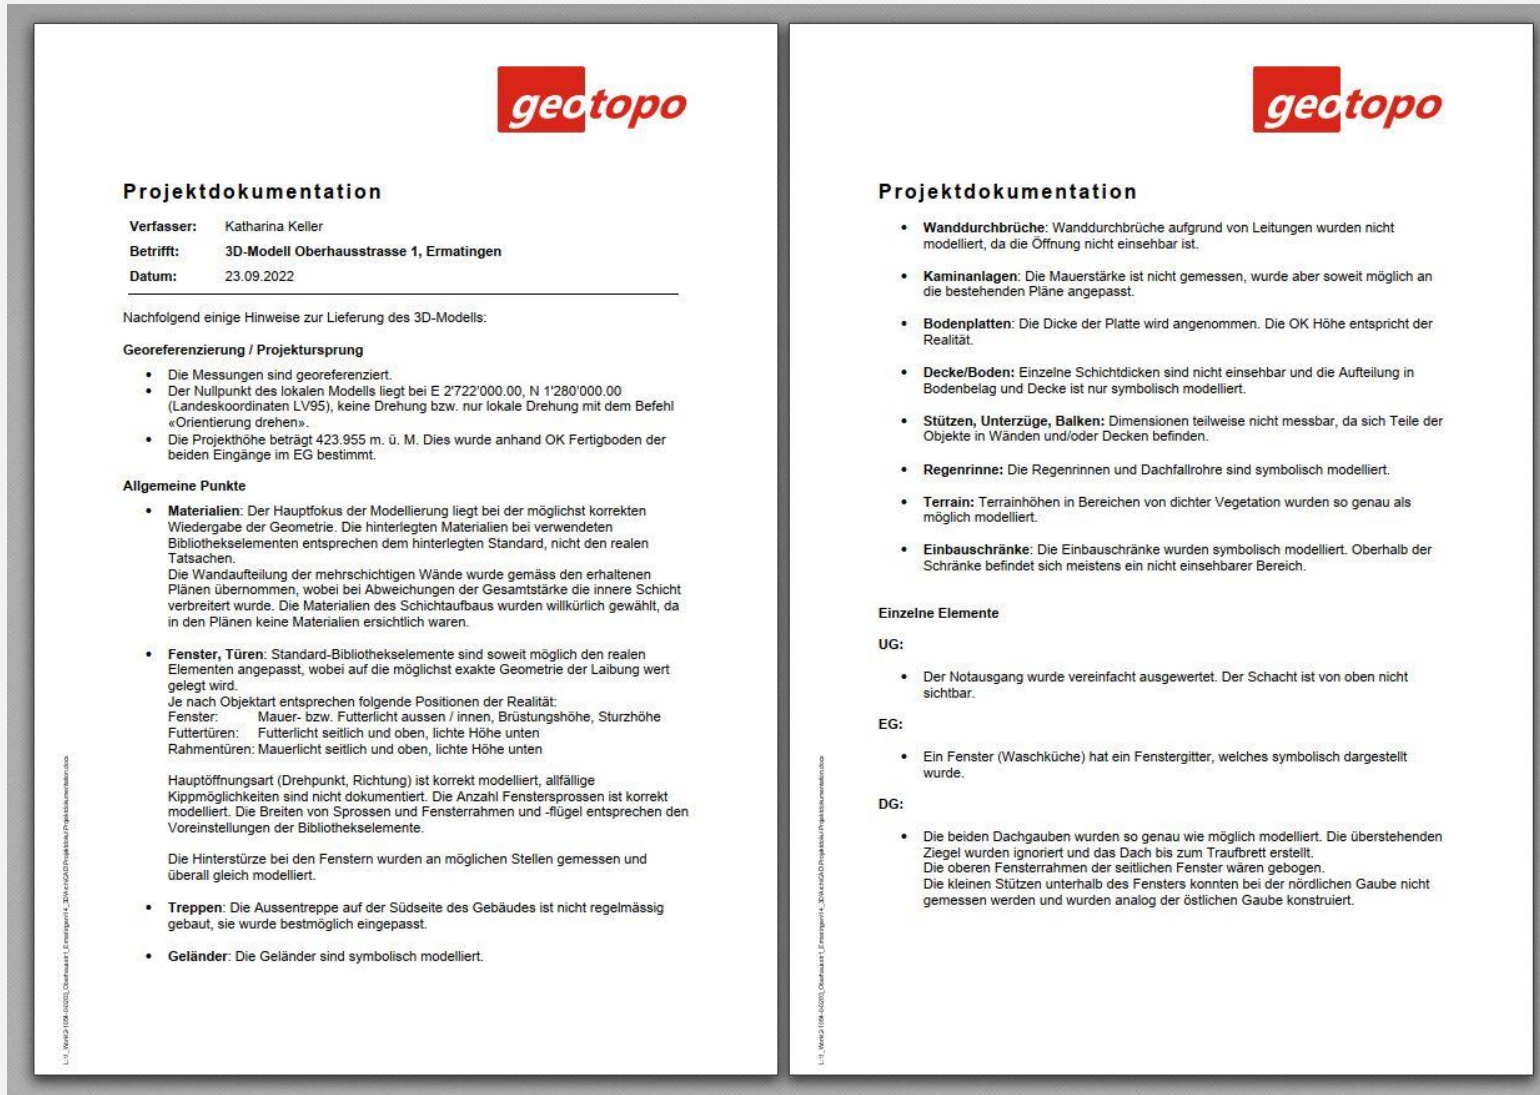 geotopo
Projektdokumentation
Verfasser: Katharina Keller
Betrifft: 3D-Modell Oberhausstrasse 1, Ermatingen
Datum: 23.09.2022
Nachfolgend einige Hinweise zur Lieferung des 3D-Modells:
Georeferenzierung / Projektursprung
• Die Messungen sind georeferenziert.
• Der Nullpunkt des lokalen Modells liegt bei E 2'722'000.00, N 1'280'000.00
(Landeskoordinaten LV95), keine Drehung bzw. nur lokale Drehung mit dem Befehl
«Orientierung drehen».
• Die Projekthöhe beträgt 423.955 m. ü. M. Dies wurde anhand OK Fertigboden der
beiden Eingänge im EG bestimmt.
Allgemeine Punkte
• Materialien: Der Hauptfokus der Modellierung liegt bei der möglichst korrekten
Wiedergabe der Geometrie. Die hinterlegten Materialien bei verwendeten
Bibliothekselementen entsprechen dem hinterlegten Standard, nicht den realen
Tatsachen.
Die Wandaufteilung der mehrschichtigen Wände wurde gemäss den erhaltenen
Plänen übernommen, wobei bei Abweichungen der Gesamtstärke die innere Schicht
verbreitert wurde. Die Materialien des Schichtaufbaus wurden willkürlich gewählt, da
in den Plänen keine Materialien ersichtlich waren.
• Fenster, Türen: Standard-Bibliothekselemente sind soweit möglich den realen
Elementen angepasst, wobei auf die möglichst exakte Geometrie der Laibung wert
gelegt wird.
Je nach Objektart entsprechen folgende Positionen der Realität:
Fenster: Mauer- bzw. Futterlicht aussen / innen, Brüstungshöhe, Sturzhöhe
Futtertüren: Futterlicht seitlich und oben, lichte Höhe unten
Rahmentüren: Mauerlicht seitlich und oben, lichte Höhe unten
Hauptöffnungsart (Drehpunkt, Richtung) ist korrekt modelliert, allfällige
Kippmöglichkeiten sind nicht dokumentiert. Die Anzahl Fenstersprossen ist korrekt
modelliert. Die Breiten von Sprossen und Fensterrahmen und -flügel entsprechen den
Voreinstellungen der Bibliothekselemente.
Die Hinterstürze bei den Fenstern wurden an möglichen Stellen gemessen und
überall gleich modelliert.
• Treppen: Die Aussentreppe auf der Südseite des Gebäudes ist nicht regelmässig
gebaut, sie wurde bestmöglich eingepasst.
• Geländer: Die Geländer sind symbolisch modelliert.
geotopo
Projektdokumentation
• Wanddurchbrüche: Wanddurchbrüche aufgrund von Leitungen wurden nicht
modelliert, da die Öffnung nicht einsehbar ist.
• Kaminanlagen: Die Mauerstärke ist nicht gemessen, wurde aber soweit möglich an
die bestehenden Pläne angepasst.
• Bodenplatten: Die Dicke der Platte wird angenommen. Die OK Höhe entspricht der
Realität.
• Decke/Boden: Einzelne Schichtdicken sind nicht einsehbar und die Aufteilung in
Bodenbelag und Decke ist nur symbolisch modelliert.
• Stützen, Unterzüge, Balken: Dimensionen teilweise nicht messbar, da sich Teile der
Objekte in Wänden und/oder Decken befinden.
• Regenrinne: Die Regenrinnen und Dachfallrohre sind symbolisch modelliert.
• Terrain: Terrainhöhen in Bereichen von dichter Vegetation wurden so genau als
möglich modelliert.
• Einbauschränke: Die Einbauschränke wurden symbolisch modelliert. Oberhalb der
Schränke befindet sich meistens ein nicht einsehbarer Bereich.
Einzelne Elemente
UG:
• Der Notausgang wurde vereinfacht ausgewertet. Der Schacht ist von oben nicht
sichtbar.
EG:
• Ein Fenster (Waschküche) hat ein Fenstergitter, welches symbolisch dargestellt
wurde.
DG:
• Die beiden Dachgauben wurden so genau wie möglich modelliert. Die überstehenden
Ziegel wurden ignoriert und das Dach bis zum Traufbrett erstellt.
Die oberen Fensterrahmen der seitlichen Fenster wären gebogen.
Die kleinen Stützen unterhalb des Fensters konnten bei der nördlichen Gaube nicht
gemessen werden und wurden analog der östlichen Gaube konstruiert.